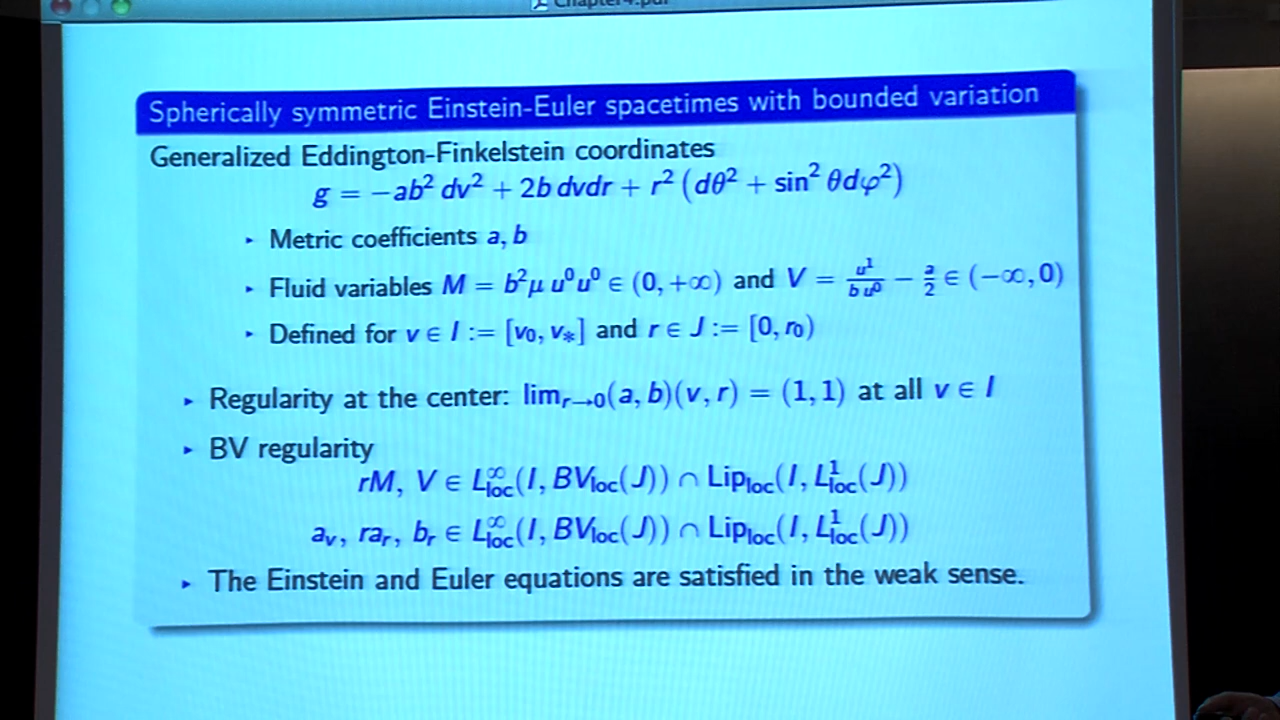 Chapter4.pdf
Spherically symmetric Einstein-Euler spacetimes with bounded variation
Generalized Eddington-Finkelstein coordinates
g = −ab² dv² + 2b dvdr + r² (dθ² + sin² θdφ²)
‣ Metric coefficients a, b
‣ Fluid variables M = b²μ u⁰u⁰ ∈ (0, +∞) and V = u¹/(b u⁰) − a/2 ∈ (−∞, 0)
‣ Defined for v ∈ I := [v₀, v∗] and r ∈ J := [0, r₀)
‣ Regularity at the center: lim_{r→0}(a, b)(v, r) = (1, 1) at all v ∈ I
‣ BV regularity
rM, V ∈ L^∞_loc(I, BV_loc(J)) ∩ Lip_loc(I, L^1_loc(J))
a_v, ra_r, b_r ∈ L^∞_loc(I, BV_loc(J)) ∩ Lip_loc(I, L^1_loc(J))
‣ The Einstein and Euler equations are satisfied in the weak sense.